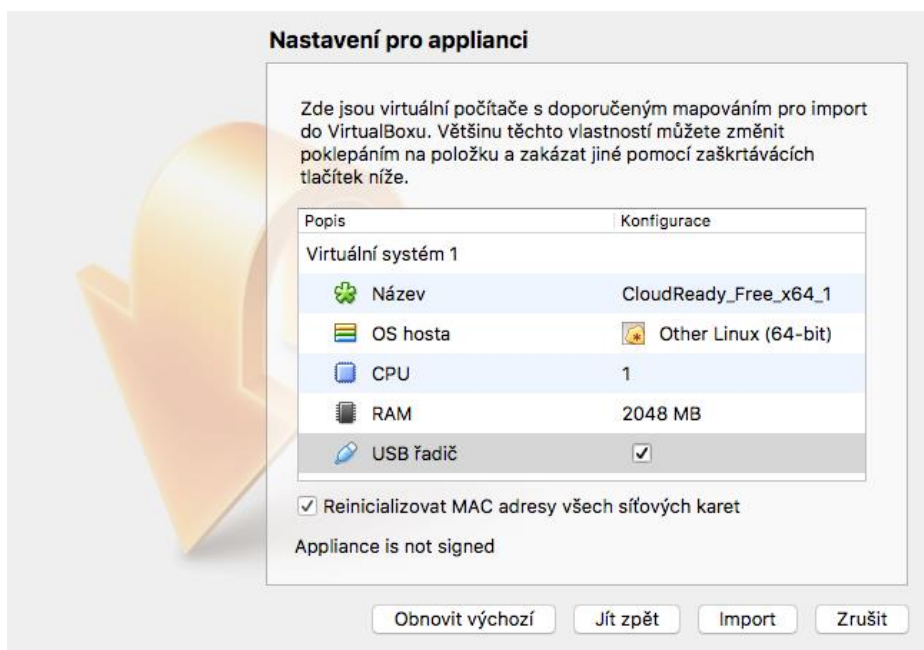 Nastavení pro applianci
Zde jsou virtuální počítače s doporučeným mapováním pro import
do VirtualBoxu. Většinu těchto vlastností můžete změnit
poklepáním na položku a zakázat jiné pomocí zaškrtávácích
tlačítek níže.
Popis Konfigurace
Virtuální systém 1
Název CloudReady_Free_x64_1
OS hosta Other Linux (64-bit)
CPU 1
RAM 2048 MB
USB řadič
Reinicializovat MAC adresy všech síťových karet
Appliance is not signed
Obnovit výchozí Jít zpět Import Zrušit